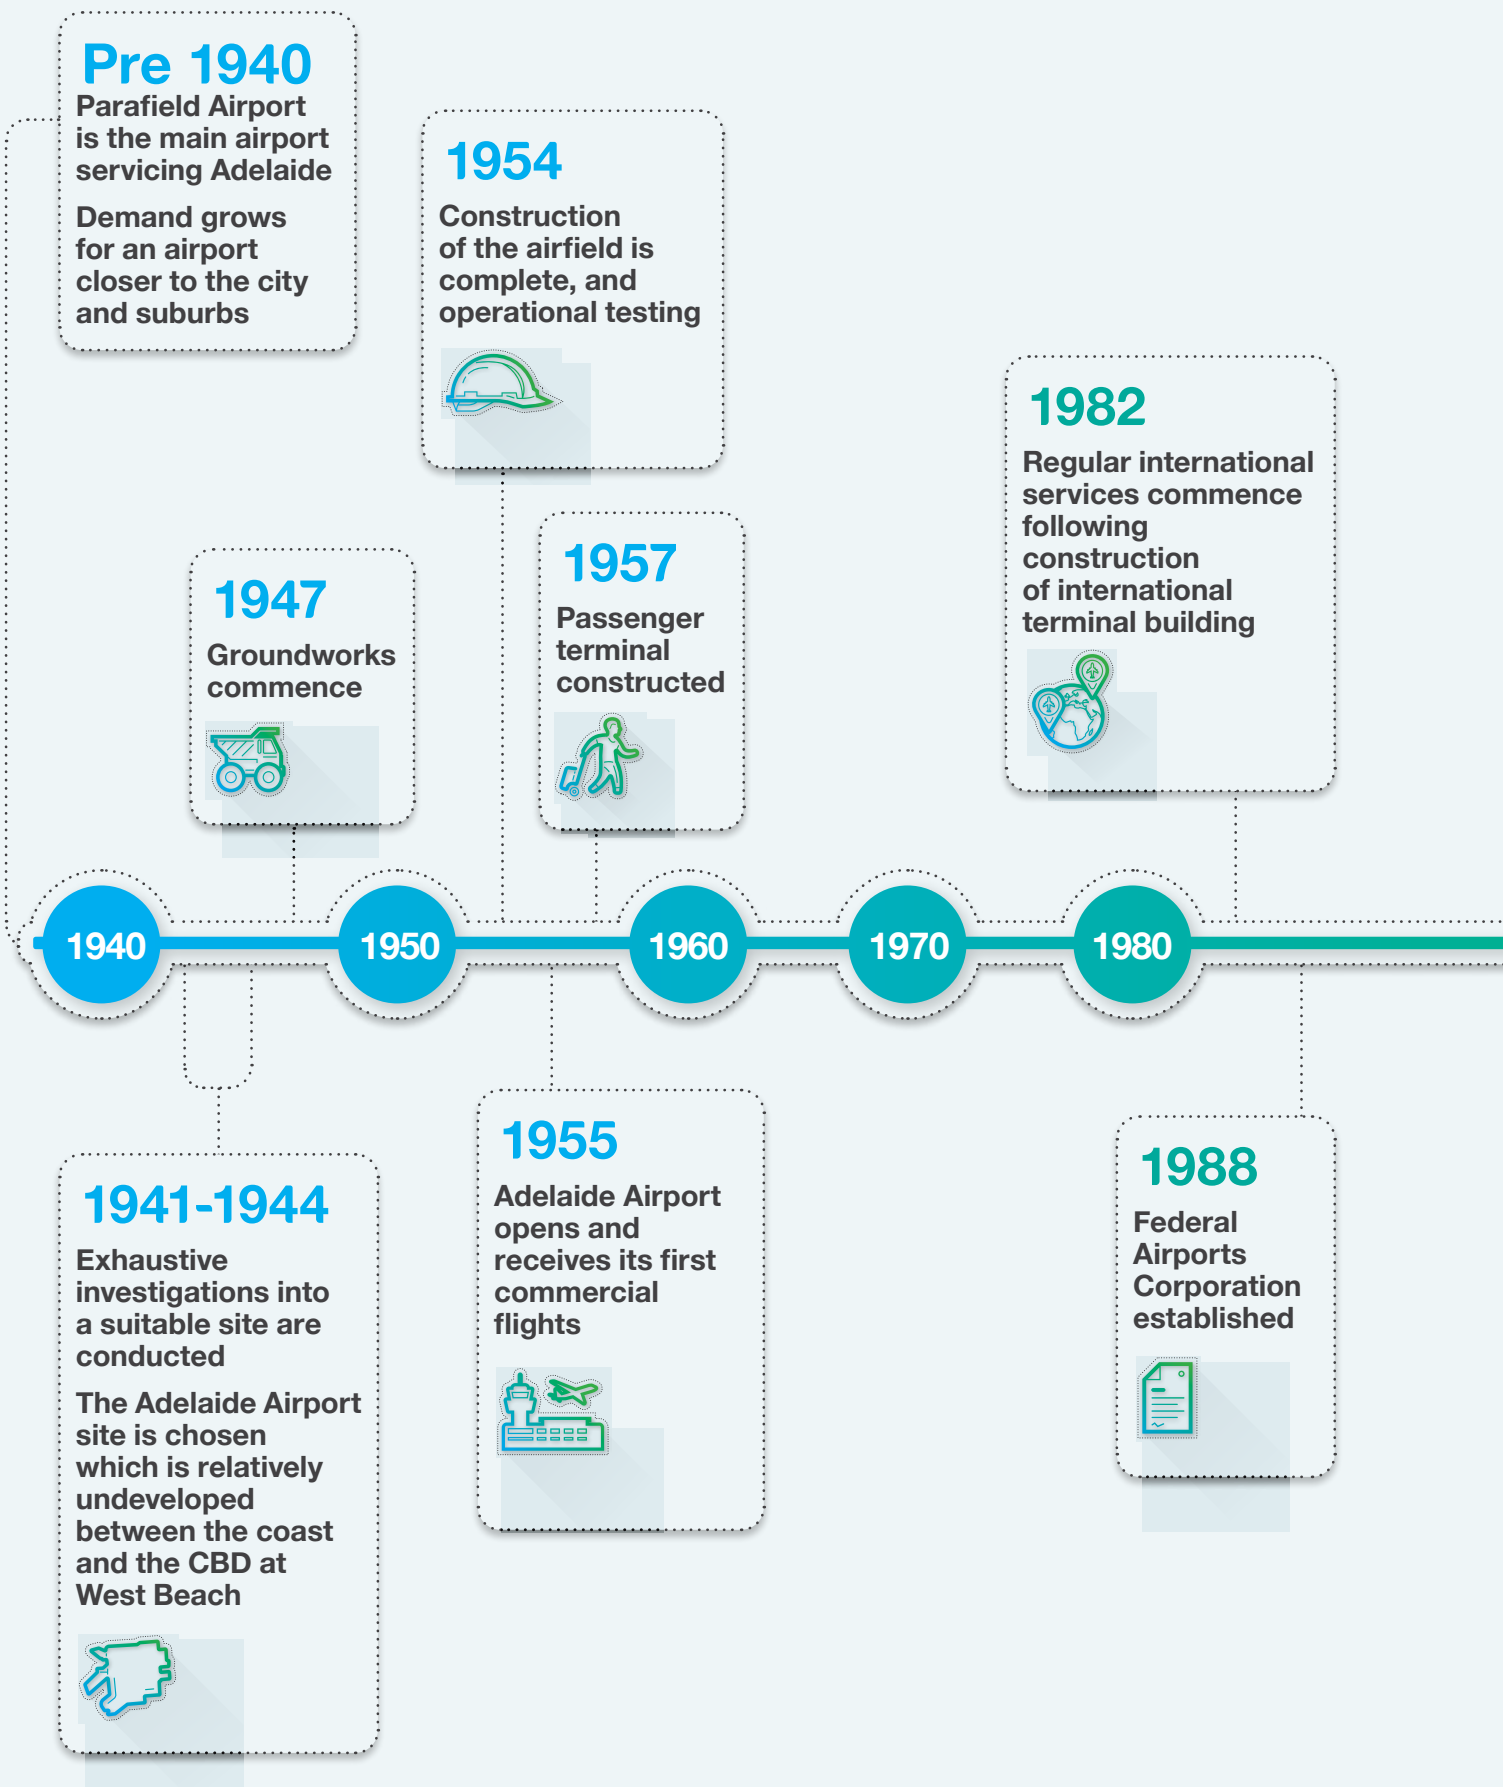 Pre 1940
Parafield Airport
is the main airport
servicing Adelaide
Demand grows
for an airport
closer to the city
and suburbs
1954
Construction
of the airfield is
complete, and
operational testing
1982
Regular international
services commence
following
construction
of international
terminal building
1947
Groundworks
commence
1957
Passenger
terminal
constructed
1940
1950
1960
1970
1980
1941-1944
Exhaustive
investigations into
a suitable site are
conducted
The Adelaide Airport
site is chosen
which is relatively
undeveloped
between the coast
and the CBD at
West Beach
1955
Adelaide Airport
opens and
receives its first
commercial
flights
1988
Federal
Airports
Corporation
established